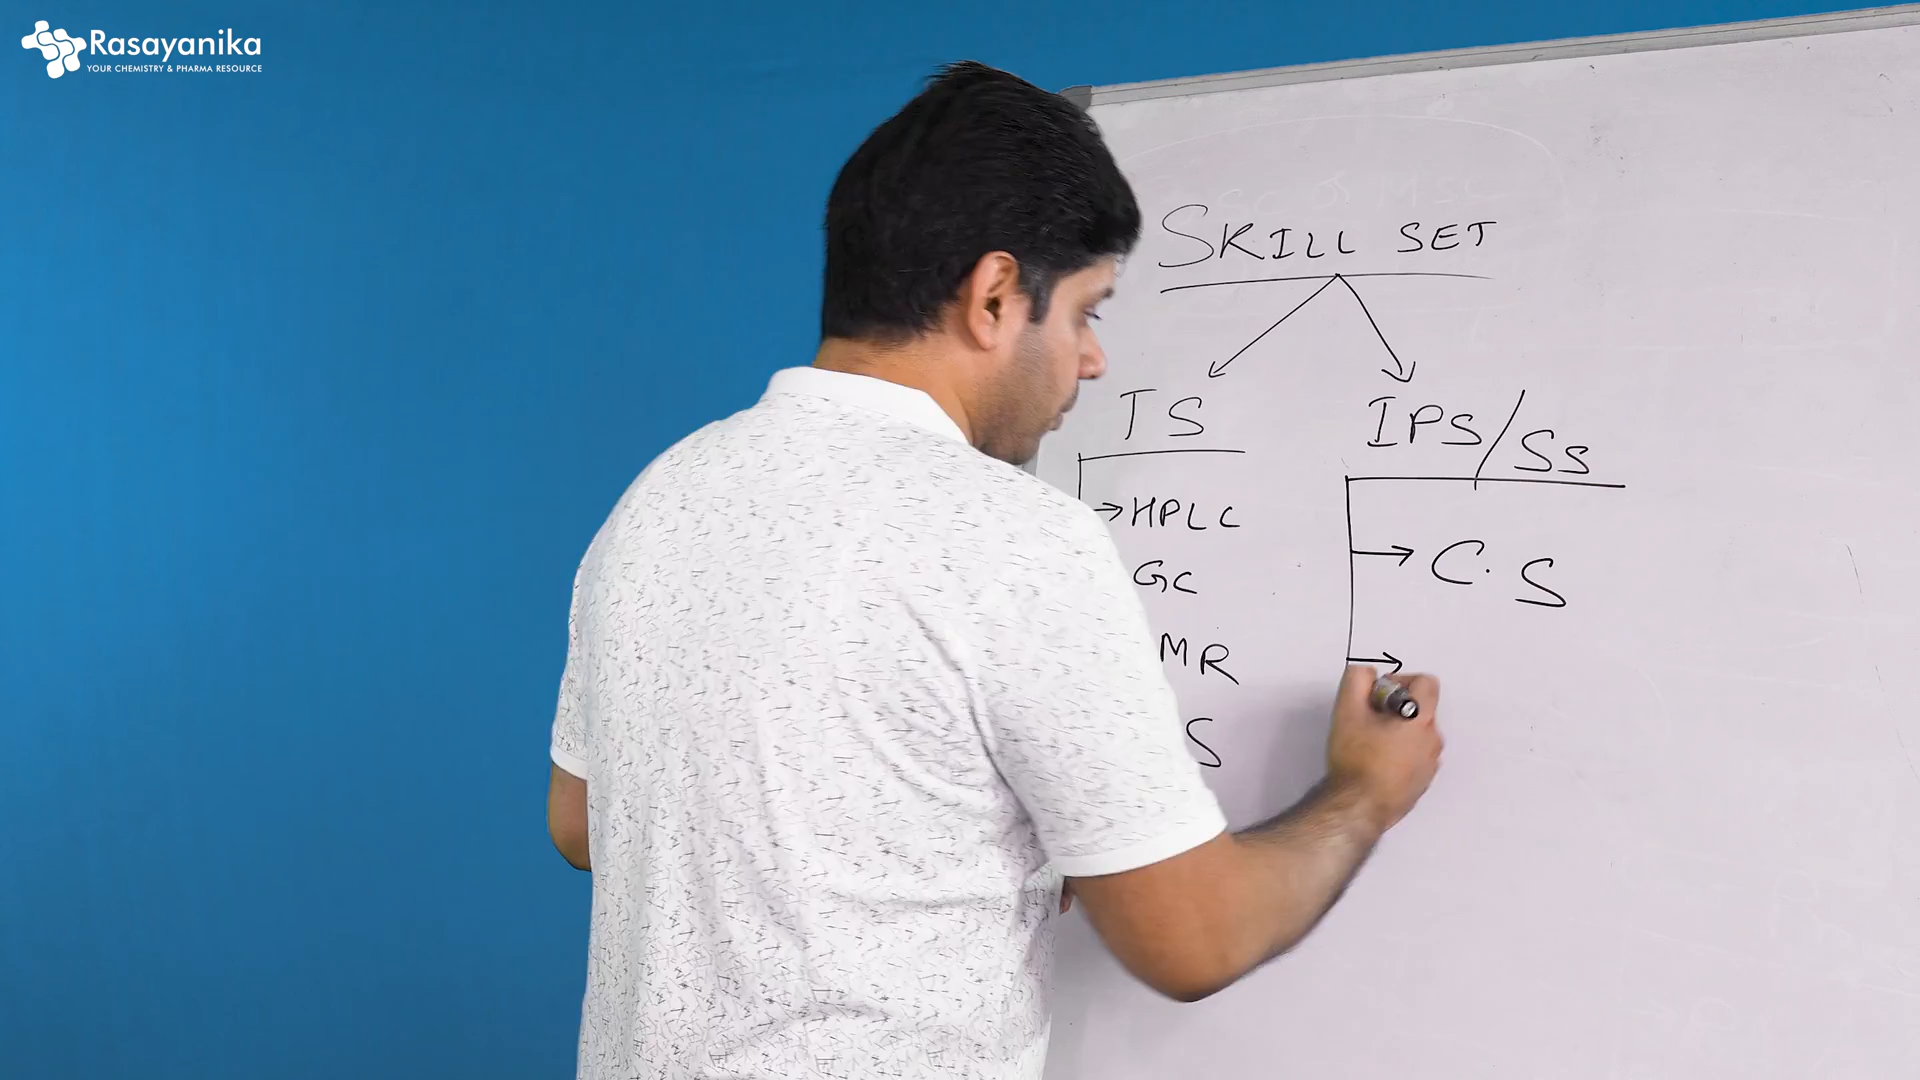 Rasayanika
YOUR CHEMISTRY & PHARMA RESOURCE
SKILL SET
TS
IPS/SS
→HPLC
GC
MR
S
→ C.S
→